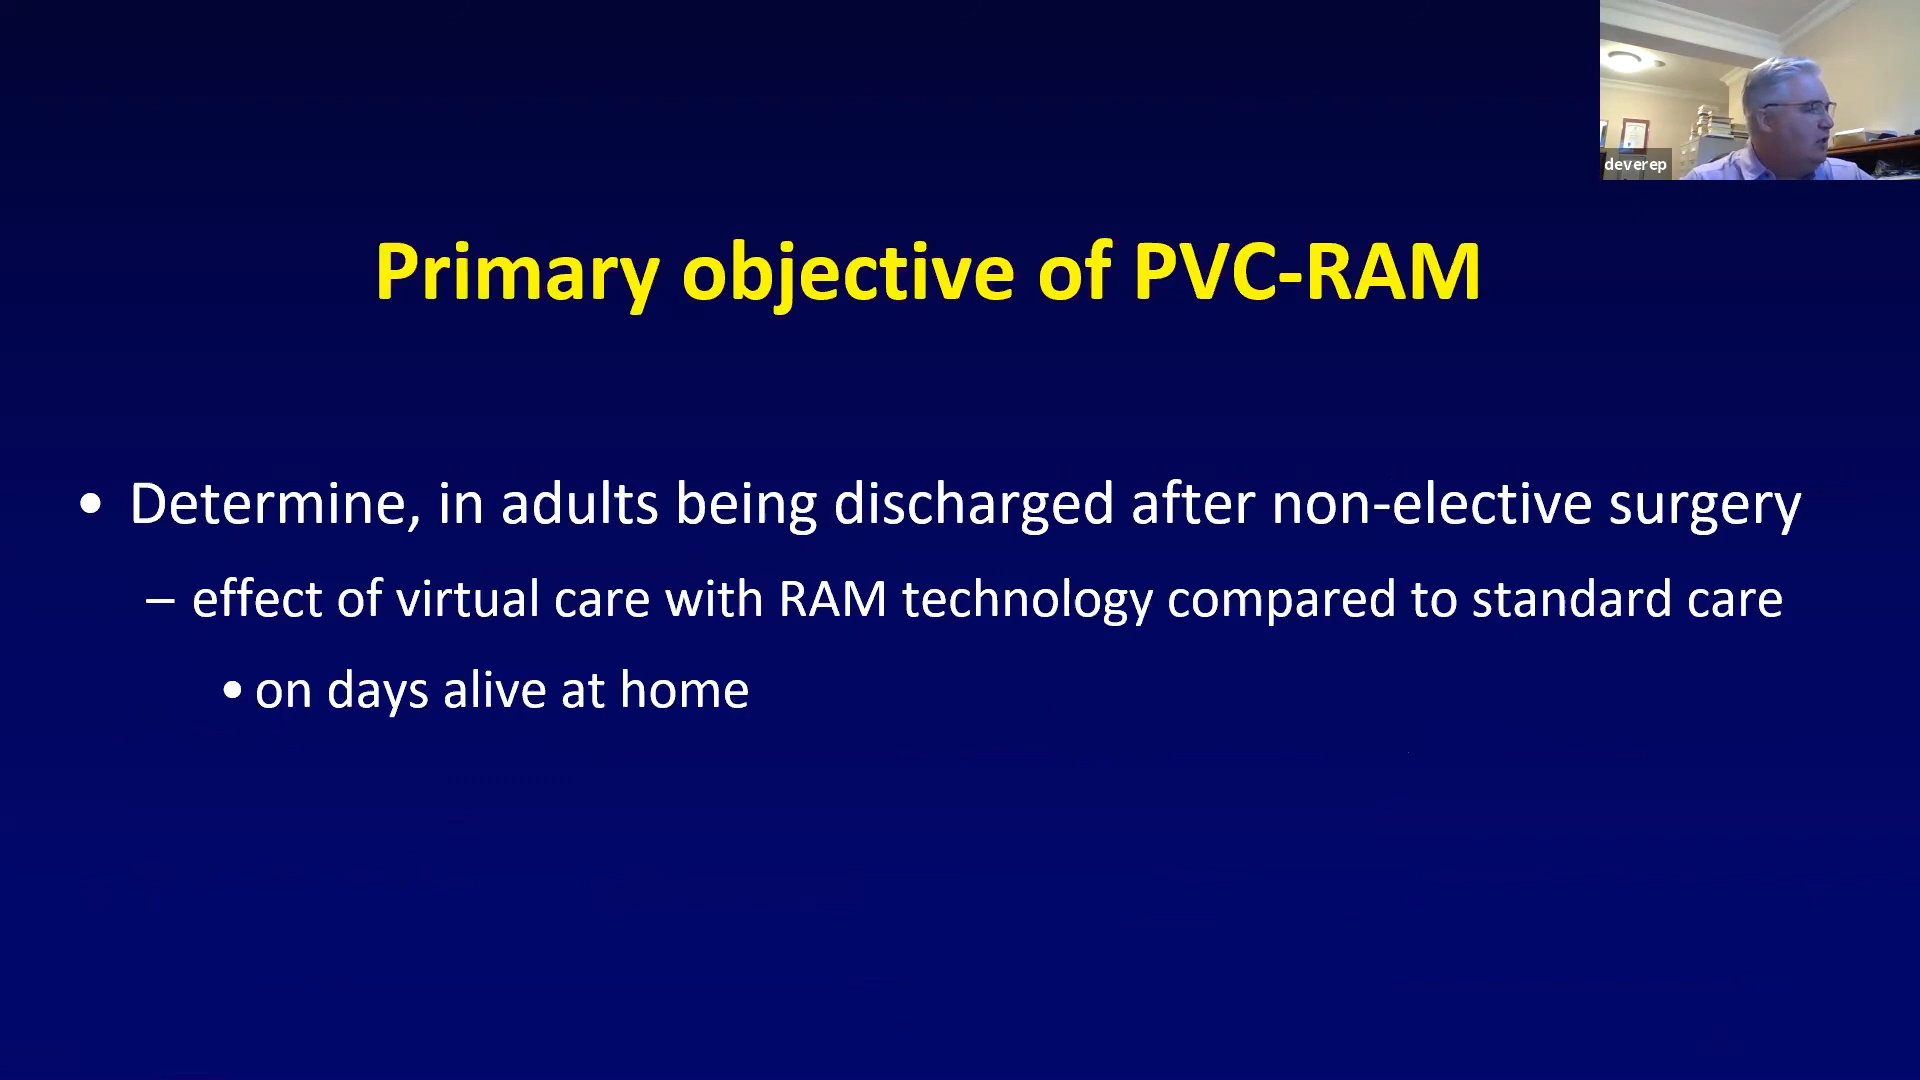 deverep
Primary objective of PVC-RAM
• Determine, in adults being discharged after non-elective surgery
– effect of virtual care with RAM technology compared to standard care
• on days alive at home